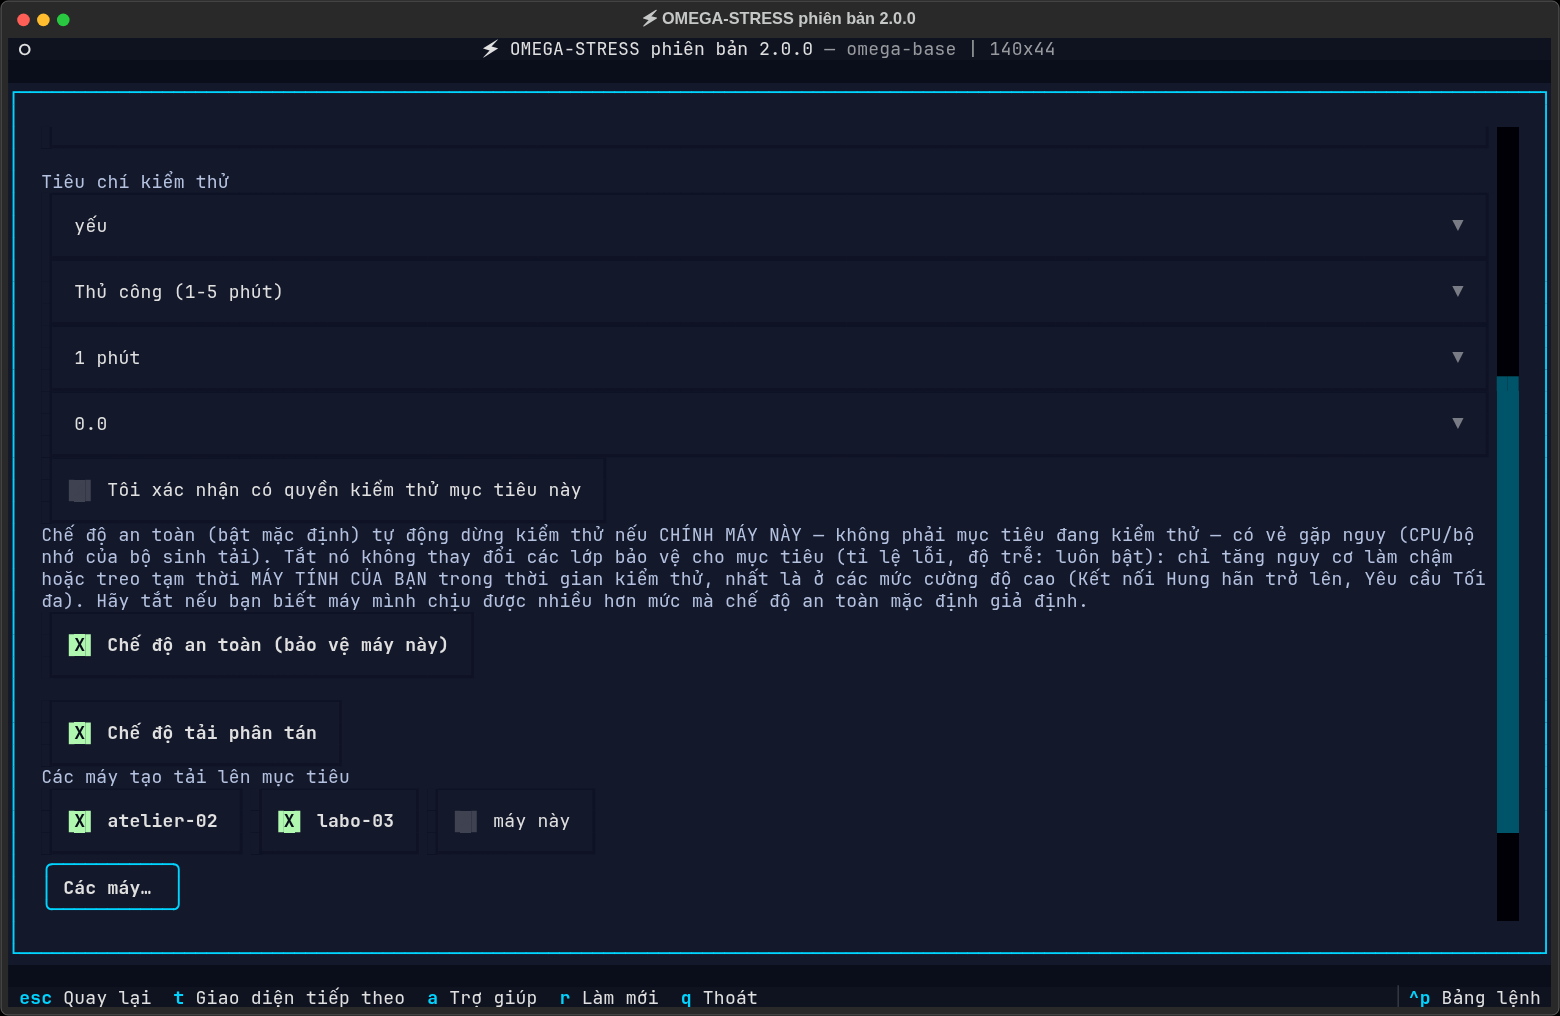 ⚡ OMEGA-STRESS phiên bản 2.0.0
⚡ OMEGA-STRESS phiên bản 2.0.0 — omega-base | 140x44
Tiêu chí kiểm thử
yếu ▼
Thủ công (1-5 phút) ▼
1 phút ▼
0.0 ▼
Tôi xác nhận có quyền kiểm thử mục tiêu này
Chế độ an toàn (bật mặc định) tự động dừng kiểm thử nếu CHÍNH MÁY NÀY — không phải mục tiêu đang kiểm thử — có vẻ gặp nguy (CPU/bộ
nhớ của bộ sinh tải). Tắt nó không thay đổi các lớp bảo vệ cho mục tiêu (tỉ lệ lỗi, độ trễ: luôn bật): chỉ tăng nguy cơ làm chậm
hoặc treo tạm thời MÁY TÍNH CỦA BẠN trong thời gian kiểm thử, nhất là ở các mức cường độ cao (Kết nối Hung hãn trở lên, Yêu cầu Tối
đa). Hãy tắt nếu bạn biết máy mình chịu được nhiều hơn mức mà chế độ an toàn mặc định giả định.
X Chế độ an toàn (bảo vệ máy này)
X Chế độ tải phân tán
Các máy tạo tải lên mục tiêu
X atelier-02 X labo-03 máy này
Các máy…
esc Quay lại t Giao diện tiếp theo a Trợ giúp r Làm mới q Thoát ^p Bảng lệnh